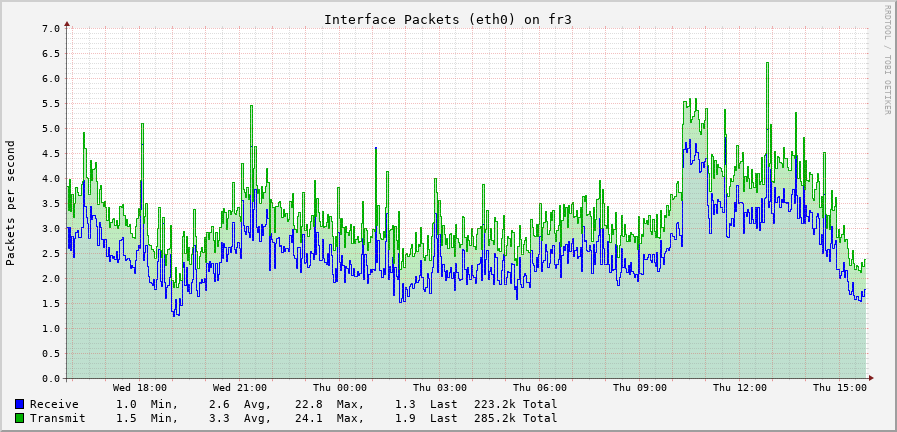 Interface Packets (eth0) on fr3
RRDTOOL / TOBI OETIKER
Packets per second
7.0
6.5
6.0
5.5
5.0
4.5
4.0
3.5
3.0
2.5
2.0
1.5
1.0
0.5
0.0
Wed 18:00 Wed 21:00 Thu 00:00 Thu 03:00 Thu 06:00 Thu 09:00 Thu 12:00 Thu 15:00
Receive 1.0 Min, 2.6 Avg, 22.8 Max, 1.3 Last 223.2k Total
Transmit 1.5 Min, 3.3 Avg, 24.1 Max, 1.9 Last 285.2k Total